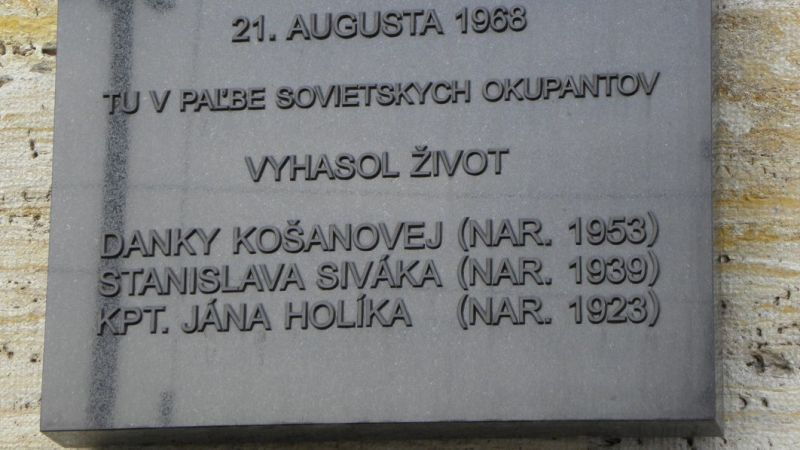 21. AUGUSTA 1968
TU V PAĽBE SOVIETSKYCH OKUPANTOV
VYHASOL ŽIVOT
DANKY KOŠANOVEJ (NAR. 1953)
STANISLAVA SIVÁKA (NAR. 1939)
KPT. JÁNA HOLÍKA (NAR. 1923)